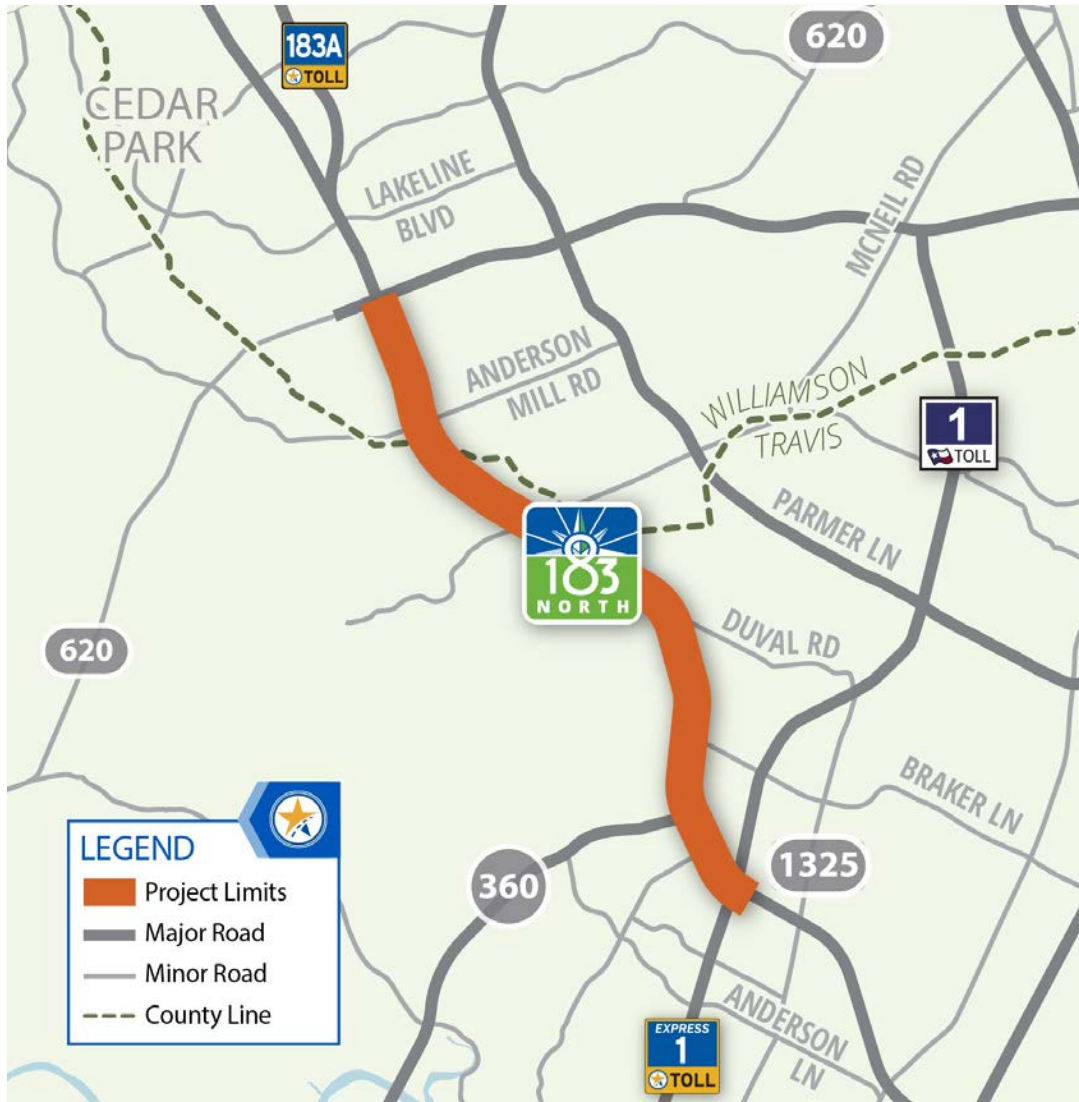 183A
TOLL
620
CEDAR
PARK
LAKELINE
BLVD
MCNEIL RD
ANDERSON
MILL RD
WILLIAMSON
TRAVIS
1
TOLL
PARMER LN
183
NORTH
DUVAL RD
620
BRAKER LN
LEGEND
Project Limits
Major Road
Minor Road
County Line
360
1325
ANDERSON
LN
EXPRESS
1
TOLL